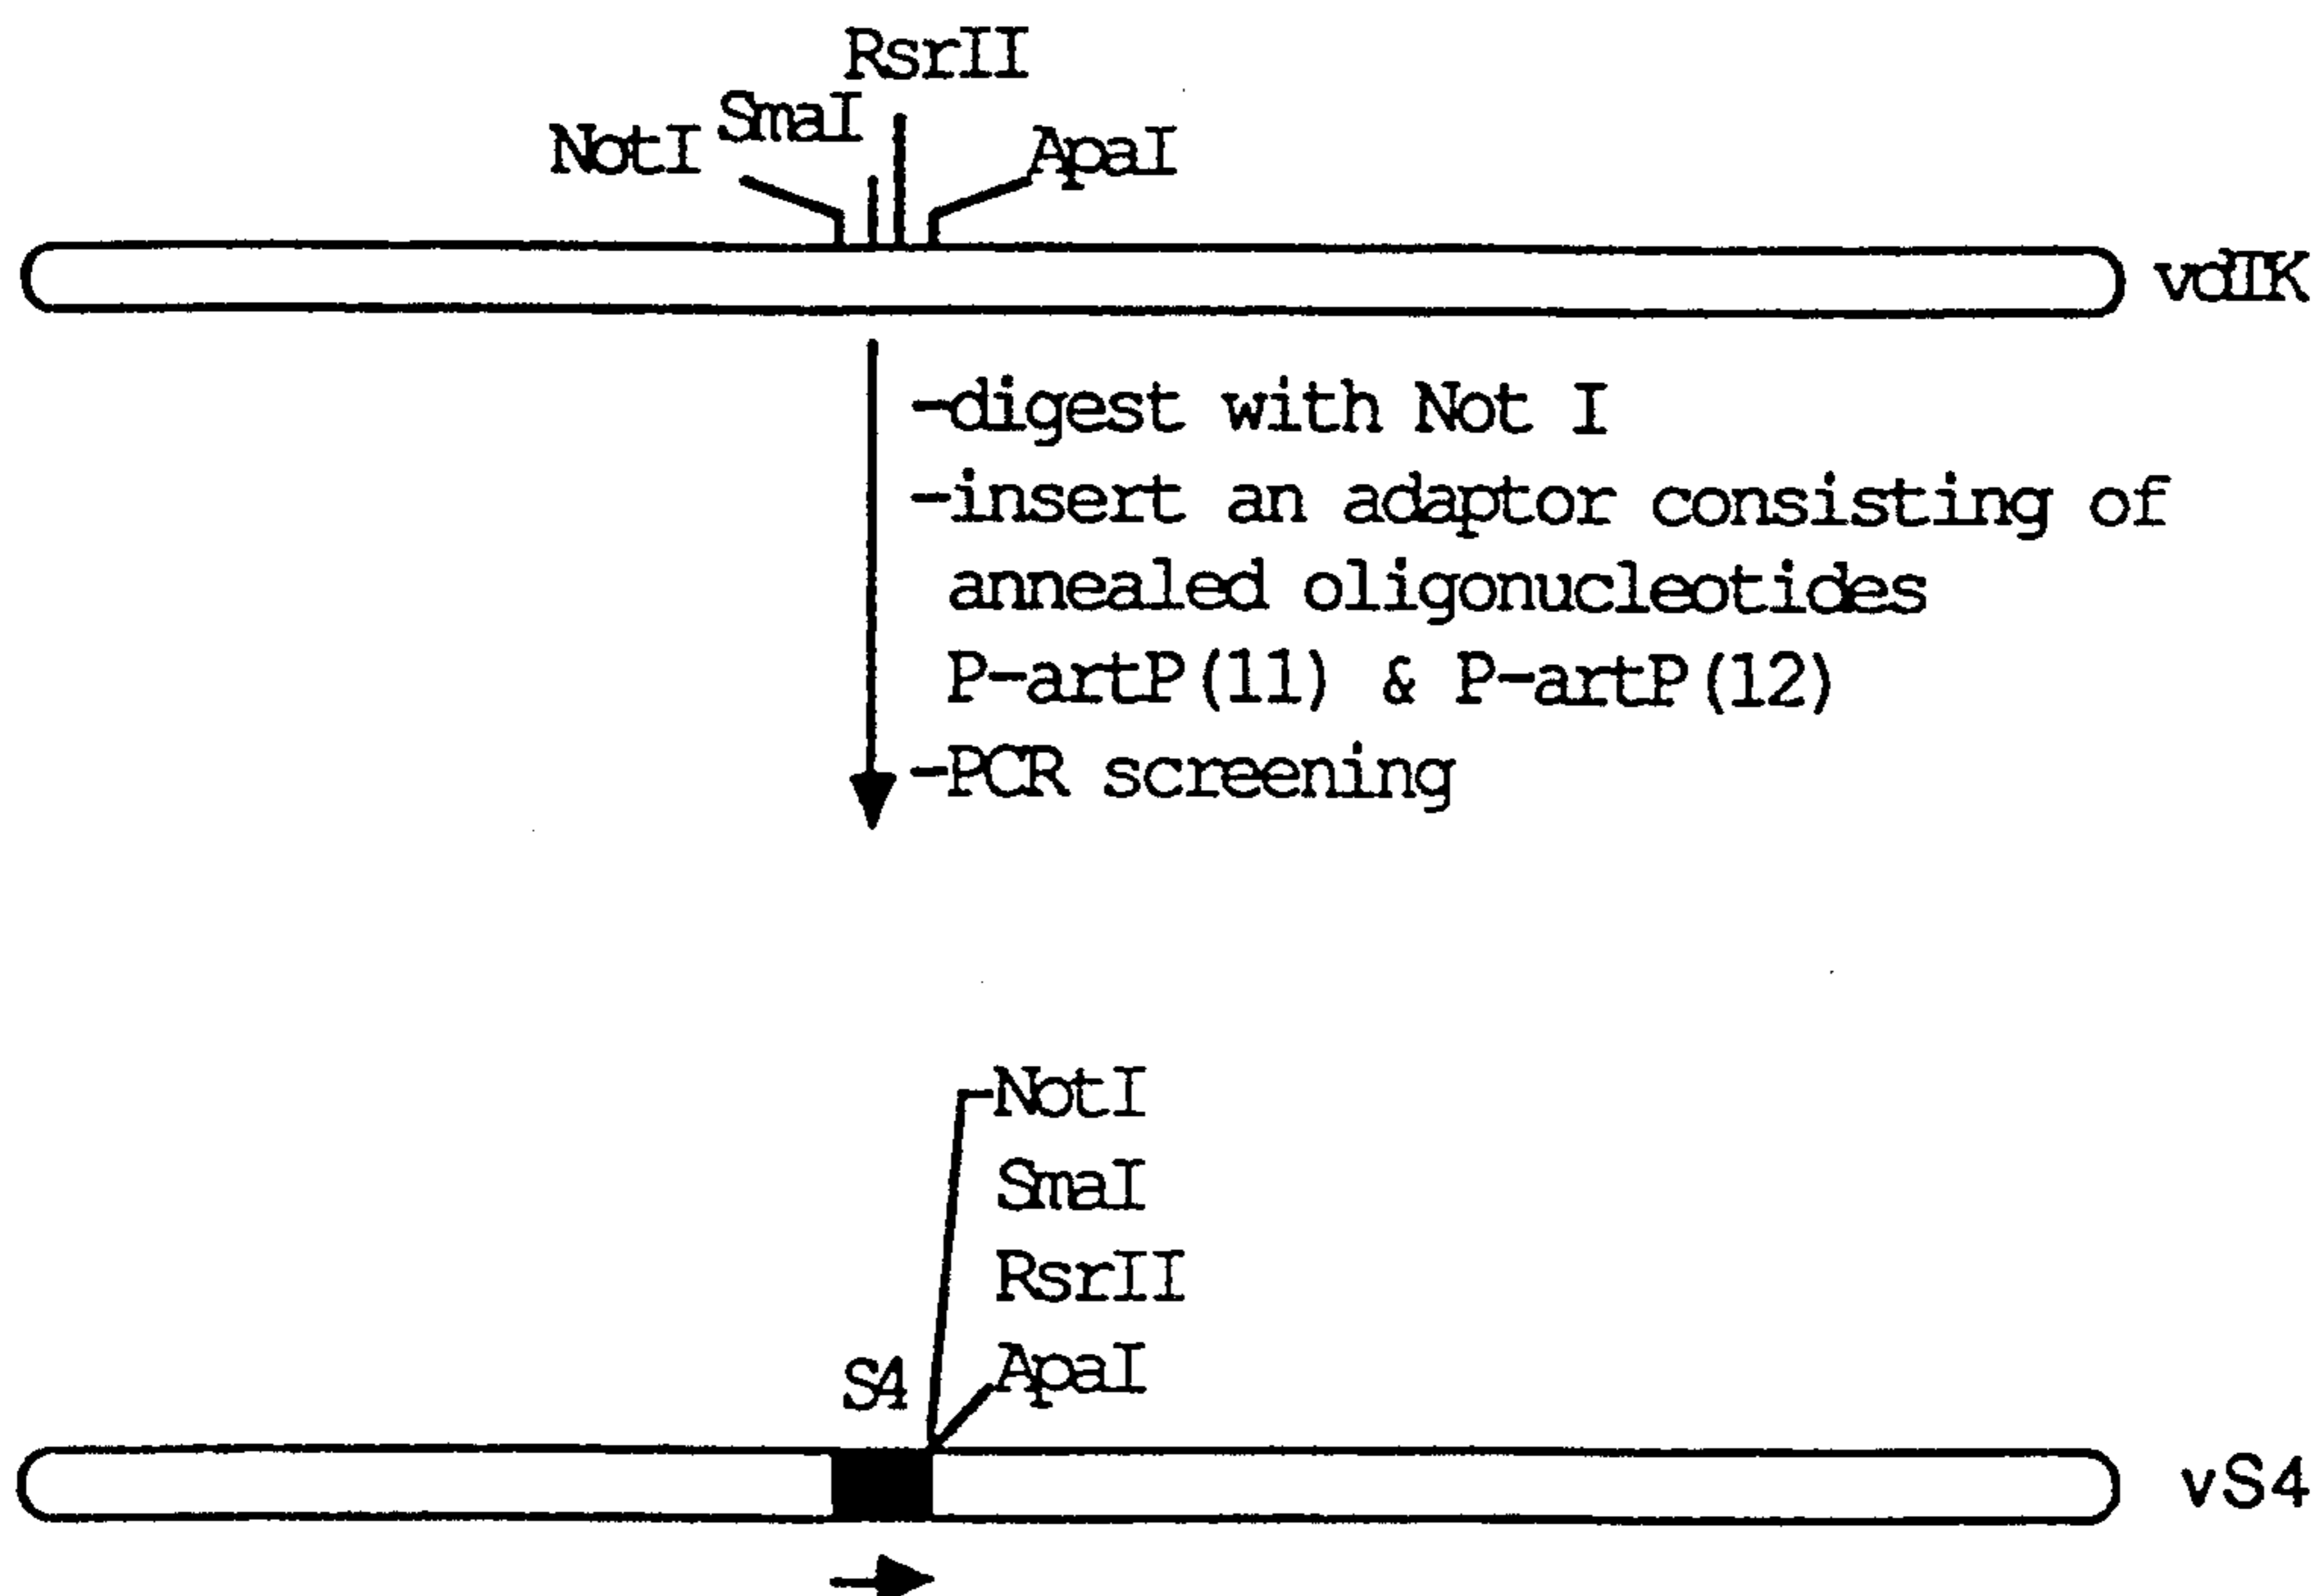 RsrII
SmaI
NotI
ApaI
vdTK
-digest with Not I
-insert an adaptor consisting of
annealed oligonucleotides
P-artP(11) & P-artP(12)
-PCR screening
NotI
SmaI
RsrII
ApaI
S4
vS4